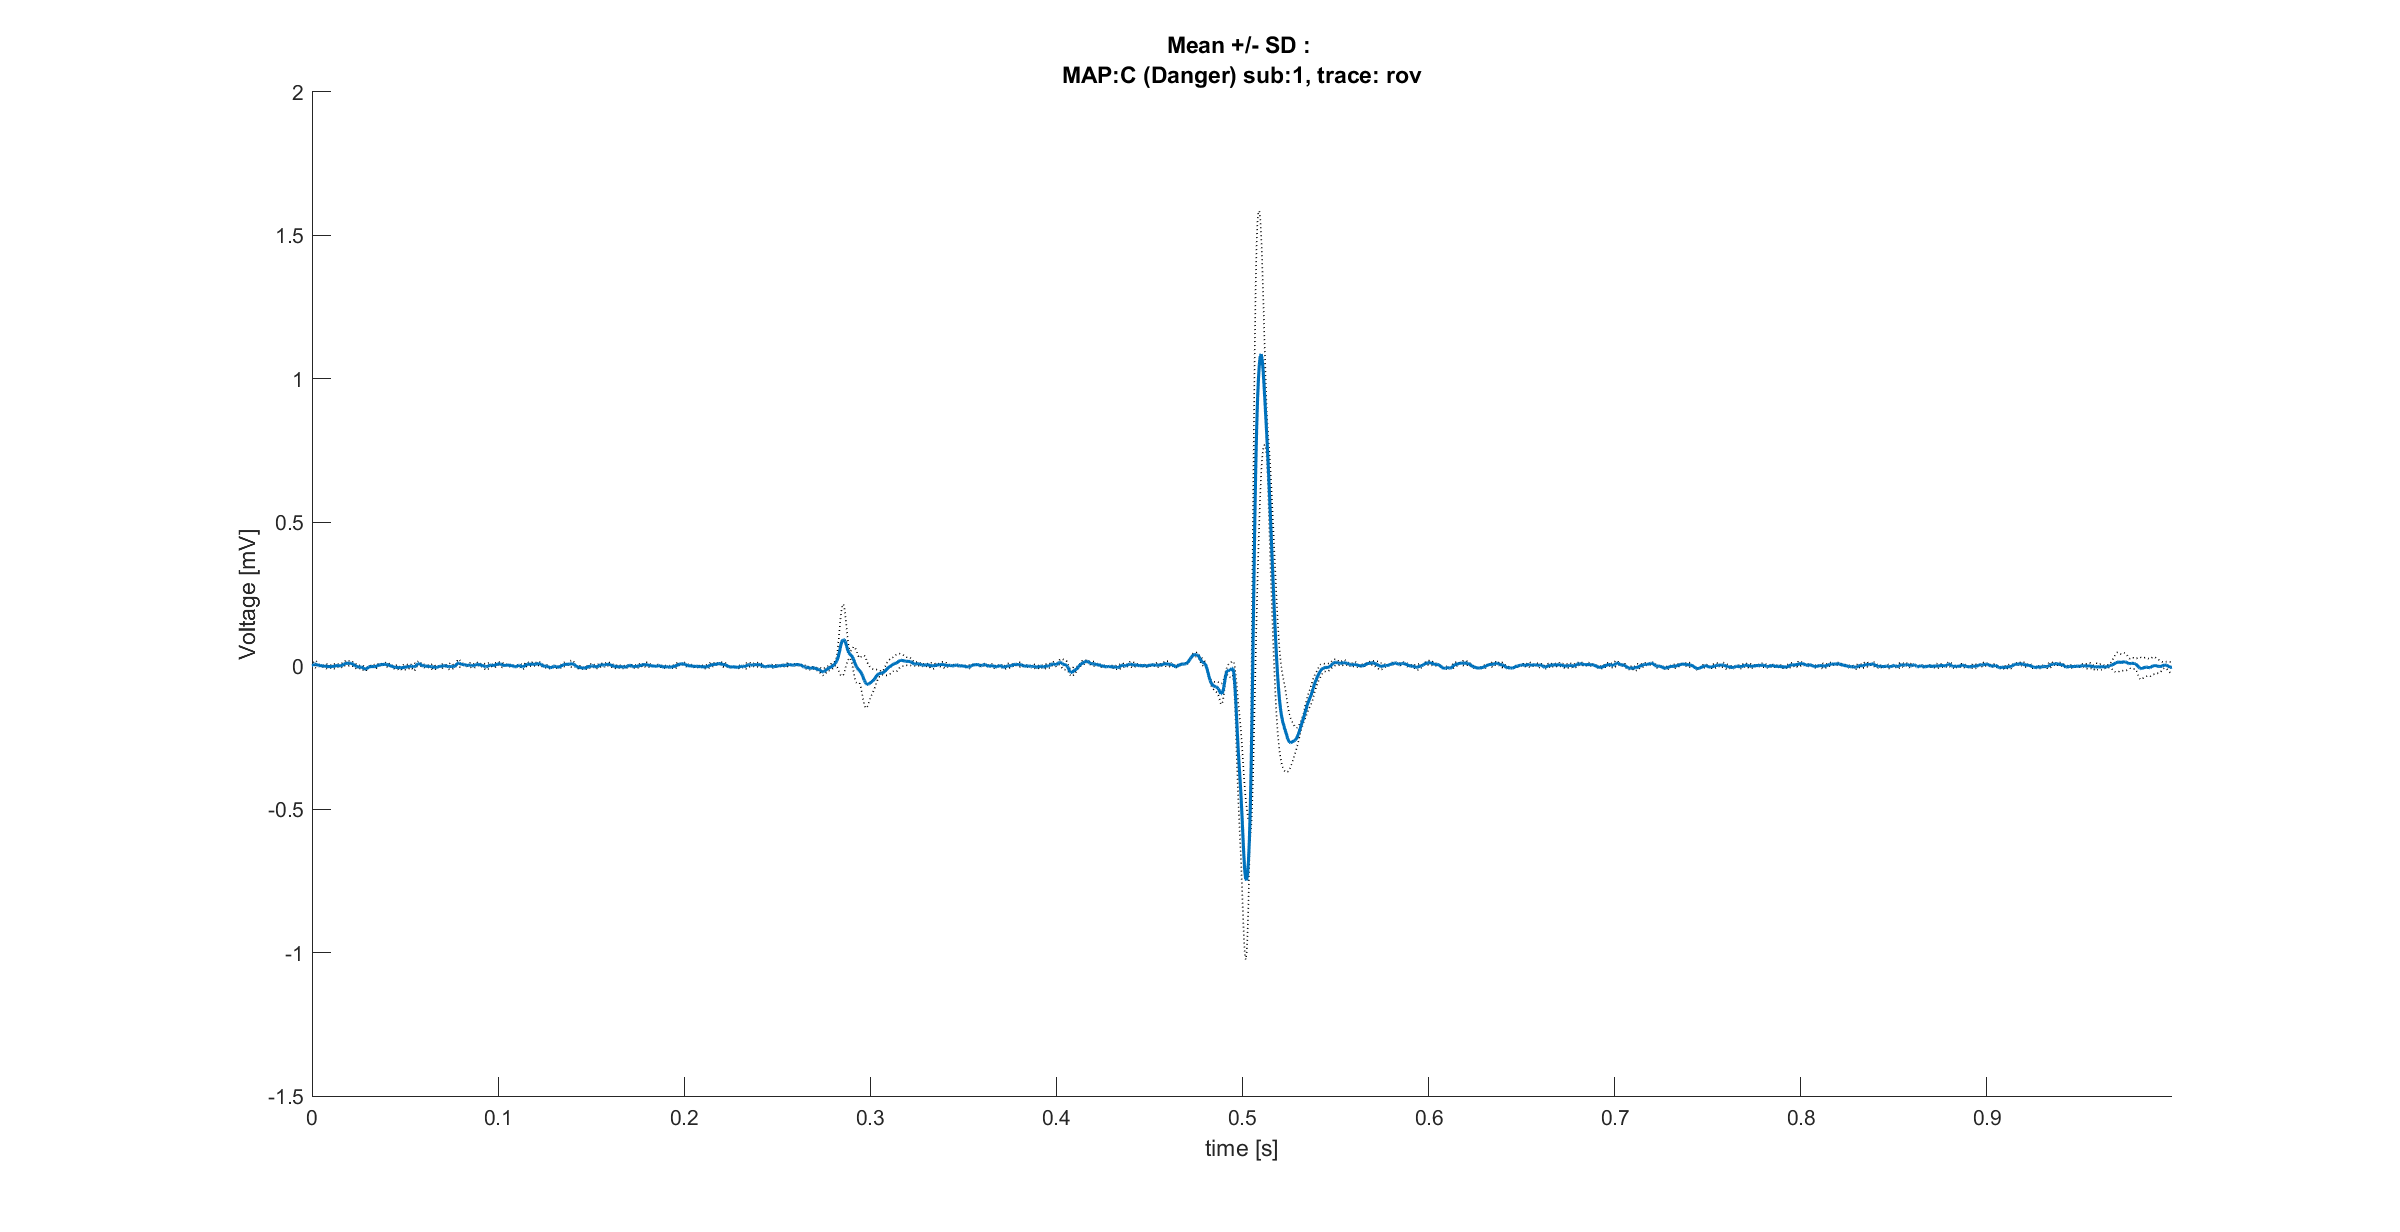 Mean +/- SD :
MAP:C (Danger) sub:1, trace: rov
2
1.5
1
0.5
0
-0.5
-1
-1.5
Voltage [mV]
0 0.1 0.2 0.3 0.4 0.5 0.6 0.7 0.8 0.9
time [s]